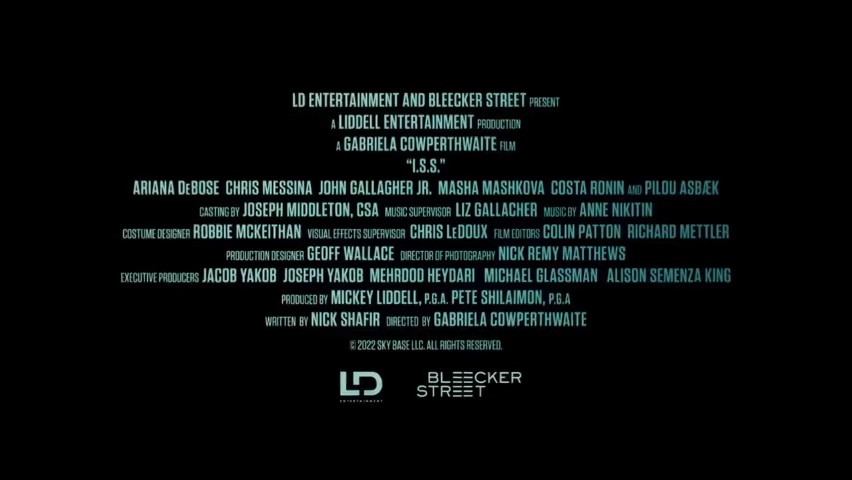 LD ENTERTAINMENT AND BLEECKER STREET PRESENT
A LIDDELL ENTERTAINMENT PRODUCTION
A GABRIELA COWPERTHWAITE FILM
“I.S.S.”
ARIANA DeBOSE CHRIS MESSINA JOHN GALLAGHER JR. MASHA MASHKOVA COSTA RONIN AND PILOU ASBÆK
CASTING BY JOSEPH MIDDLETON, CSA MUSIC SUPERVISOR LIZ GALLACHER MUSIC BY ANNE NIKITIN
COSTUME DESIGNER ROBBIE MCKEITHAN VISUAL EFFECTS SUPERVISOR CHRIS LeDOUX FILM EDITORS COLIN PATTON RICHARD METTLER
PRODUCTION DESIGNER GEOFF WALLACE DIRECTOR OF PHOTOGRAPHY NICK REMY MATTHEWS
EXECUTIVE PRODUCERS JACOB YAKOB JOSEPH YAKOB MEHRDOD HEYDARI MICHAEL GLASSMAN ALISON SEMENZA KING
PRODUCED BY MICKEY LIDDELL, P.G.A. PETE SHILAIMON, P.G.A
WRITTEN BY NICK SHAFIR DIRECTED BY GABRIELA COWPERTHWAITE
© 2022 SKY BASE LLC. ALL RIGHTS RESERVED.
LD
ENTERTAINMENT
BLEECKER
STREET